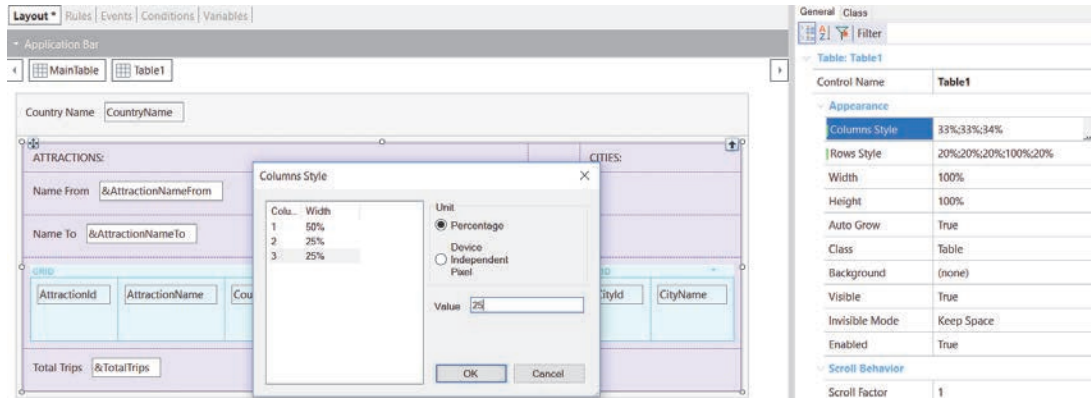 Layout * Rules Events Conditions Variables
Application Bar
MainTable Table1
Country Name CountryName
ATTRACTIONS: CITIES:
Name From &AttractionNameFrom
Name To &AttractionNameTo
GRID
AttractionId AttractionName Cou CityId CityName
Total Trips &TotalTrips
Columns Style
Colu... Width
1 50%
2 25%
3 25%
Unit
Percentage
Device
Independent
Pixel
Value 25
OK Cancel
General Class
Filter
Table: Table1
Control Name Table1
Appearance
Columns Style 33%;33%;34% ...
Rows Style 20%;20%;20%;100%;20%
Width 100%
Height 100%
Auto Grow True
Class Table
Background (none)
Visible True
Invisible Mode Keep Space
Enabled True
Scroll Behavior
Scroll Factor 1